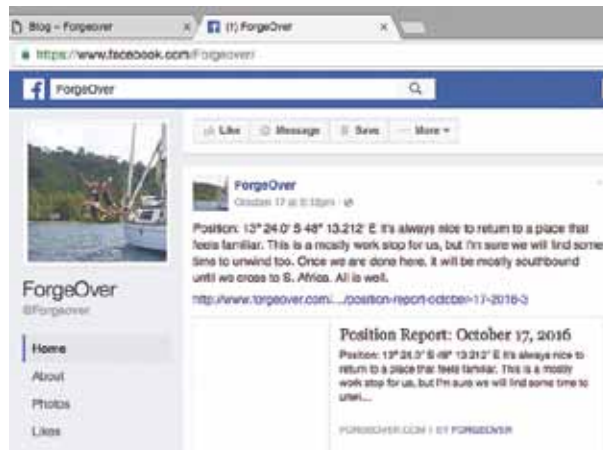 Blog – Forgeover
(1) ForgeOver
https://www.facebook.com/Forgeover/
ForgeOver
Like Message Save More
ForgeOver
October 17 at
Position: 13° 24.0' S 48° 13.212' E It's always nice to return to a place that
feels familiar. This is a mostly work stop for us, but I'm sure we will find some
time to unwind too. Once we are done here, it will be mostly southbound
until we cross to S. Africa. All is well.
http://www.forgeover.com/.../position-report-october-17-2016-3
ForgeOver
@Forgeover
Home
About
Photos
Likes
Position Report: October 17, 2016
Position: 13° 24.0' S 48° 13.212' E It's always nice to
return to a place that feels familiar. This is a mostly
work stop for us, but I'm sure we will find some time to
unwi...
FORGEOVER.COM | BY FORGEOVER